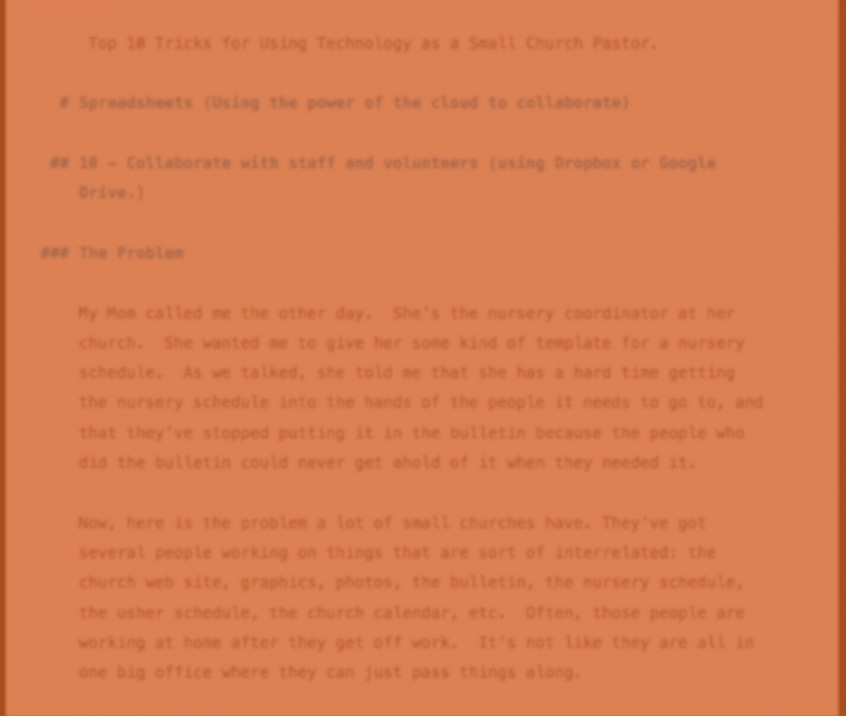 Top 10 Tricks for Using Technology as a Small Church Pastor.
# Spreadsheets (Using the power of the cloud to collaborate)
## 10 – Collaborate with staff and volunteers (using Dropbox or Google
Drive.)
### The Problem
My Mom called me the other day.  She's the nursery coordinator at her
church.  She wanted me to give her some kind of template for a nursery
schedule.  As we talked, she told me that she has a hard time getting
the nursery schedule into the hands of the people it needs to go to, and
that they've stopped putting it in the bulletin because the people who
did the bulletin could never get ahold of it when they needed it.
Now, here is the problem a lot of small churches have. They've got
several people working on things that are sort of interrelated: the
church web site, graphics, photos, the bulletin, the nursery schedule,
the usher schedule, the church calendar, etc.  Often, those people are
working at home after they get off work.  It's not like they are all in
one big office where they can just pass things along.